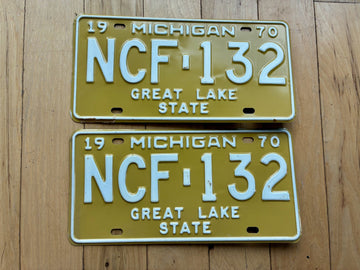 19 MICHIGAN 70
NCF-132
GREAT LAKE
STATE
19 MICHIGAN 70
NCF-132
GREAT LAKE
STATE